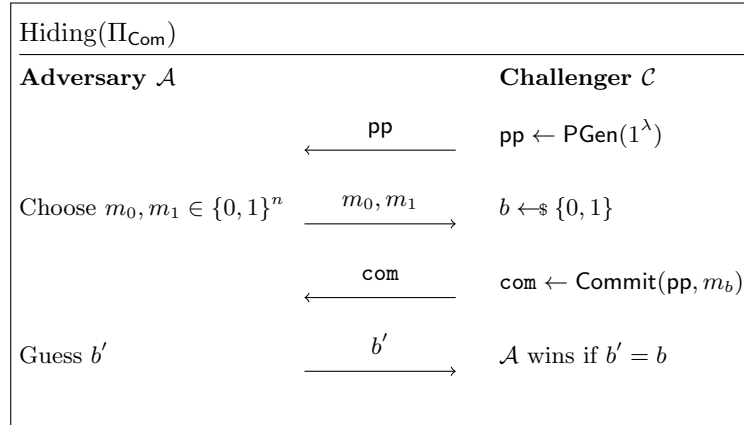 Hiding(Π_Com)
Adversary 𝒜 Challenger 𝒞
pp pp ← PGen(1^λ)
Choose m_0, m_1 ∈ {0, 1}^n m_0, m_1 b ←$ {0, 1}
com com ← Commit(pp, m_b)
Guess b′ b′ 𝒜 wins if b′ = b